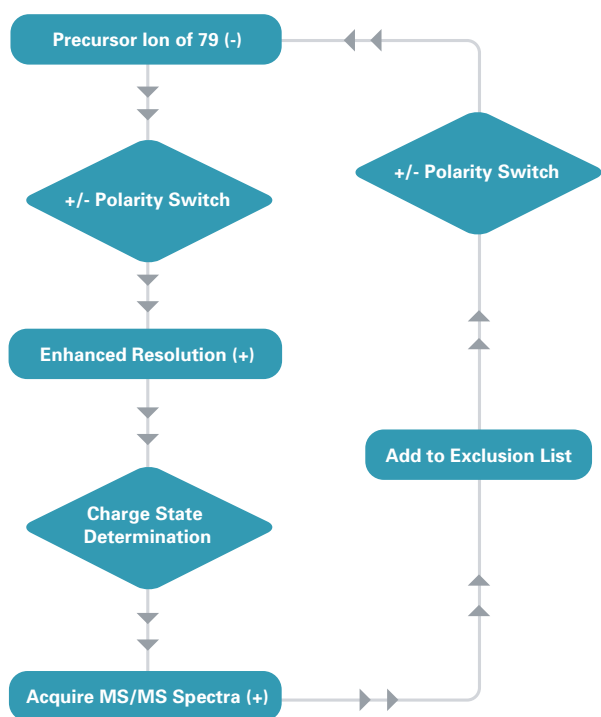 Precursor Ion of 79 (-)
+/- Polarity Switch
Enhanced Resolution (+)
Charge State
Determination
Acquire MS/MS Spectra (+)
Add to Exclusion List
+/- Polarity Switch